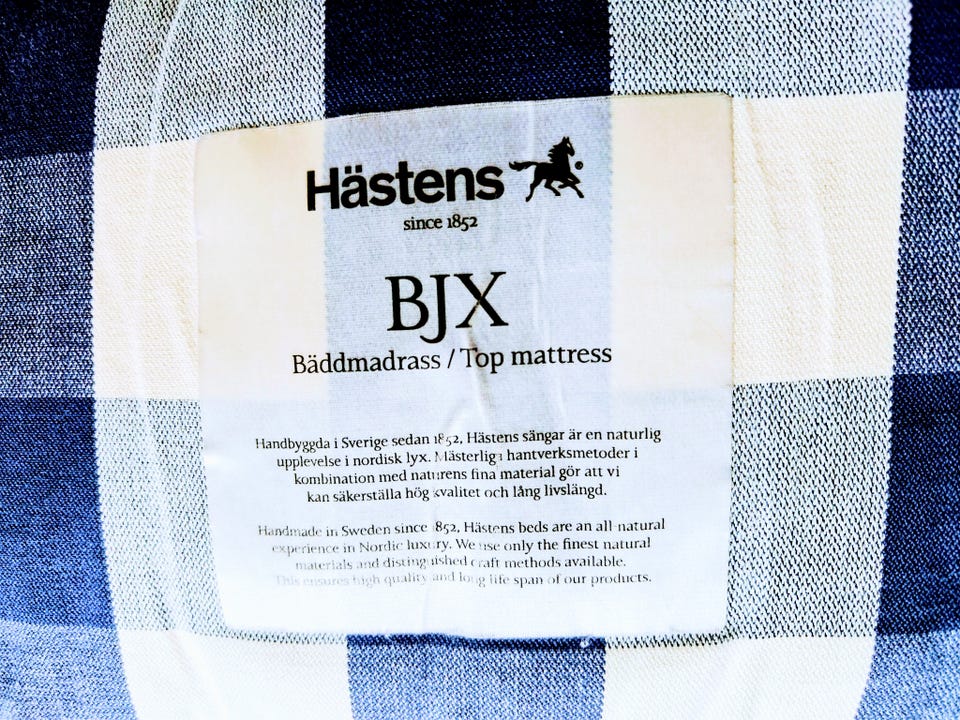 Hästens
since 1852
BJX
Bäddmadrass / Top mattress
Handbyggda i Sverige sedan 1852, Hästens sängar är en naturlig
upplevelse i nordisk lyx. Mästerliga hantverksmetoder i
kombination med naturens fina material gör att vi
kan säkerställa hög kvalitet och lång livslängd.
Handmade in Sweden since 1852, Hästens beds are an all natural
experience in Nordic luxury. We use only the finest natural
materials and distinguished craft methods available.
This ensures high quality and long life span of our products.